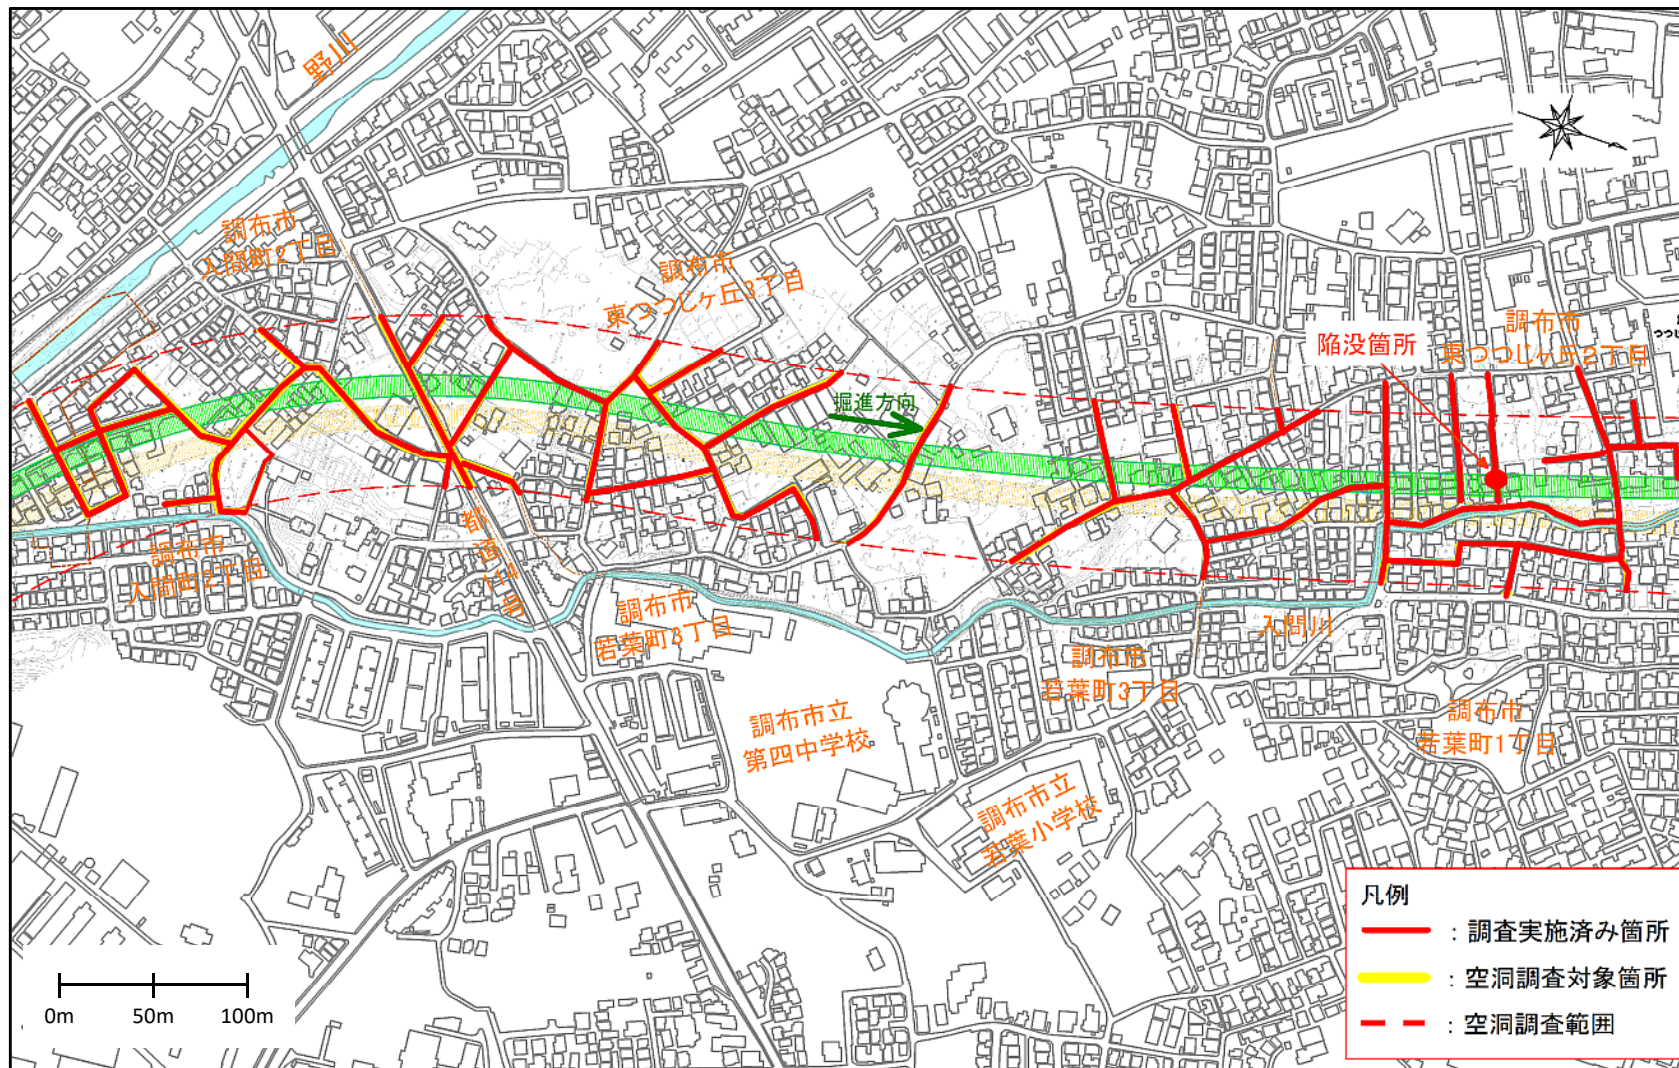 野川
調布市
入間町2丁目
調布市
東つつじヶ丘3丁目
掘進方向
陥没箇所
調布市
東つつじヶ丘2丁目
調布市
入間町2丁目
都道114号
調布市
若葉町3丁目
入間川
調布市
若葉町3丁目
調布市立
第四中学校
調布市
若葉町1丁目
調布市立
若葉小学校
0m
50m
100m
凡例
：調査実施済み箇所
：空洞調査対象箇所
：空洞調査範囲